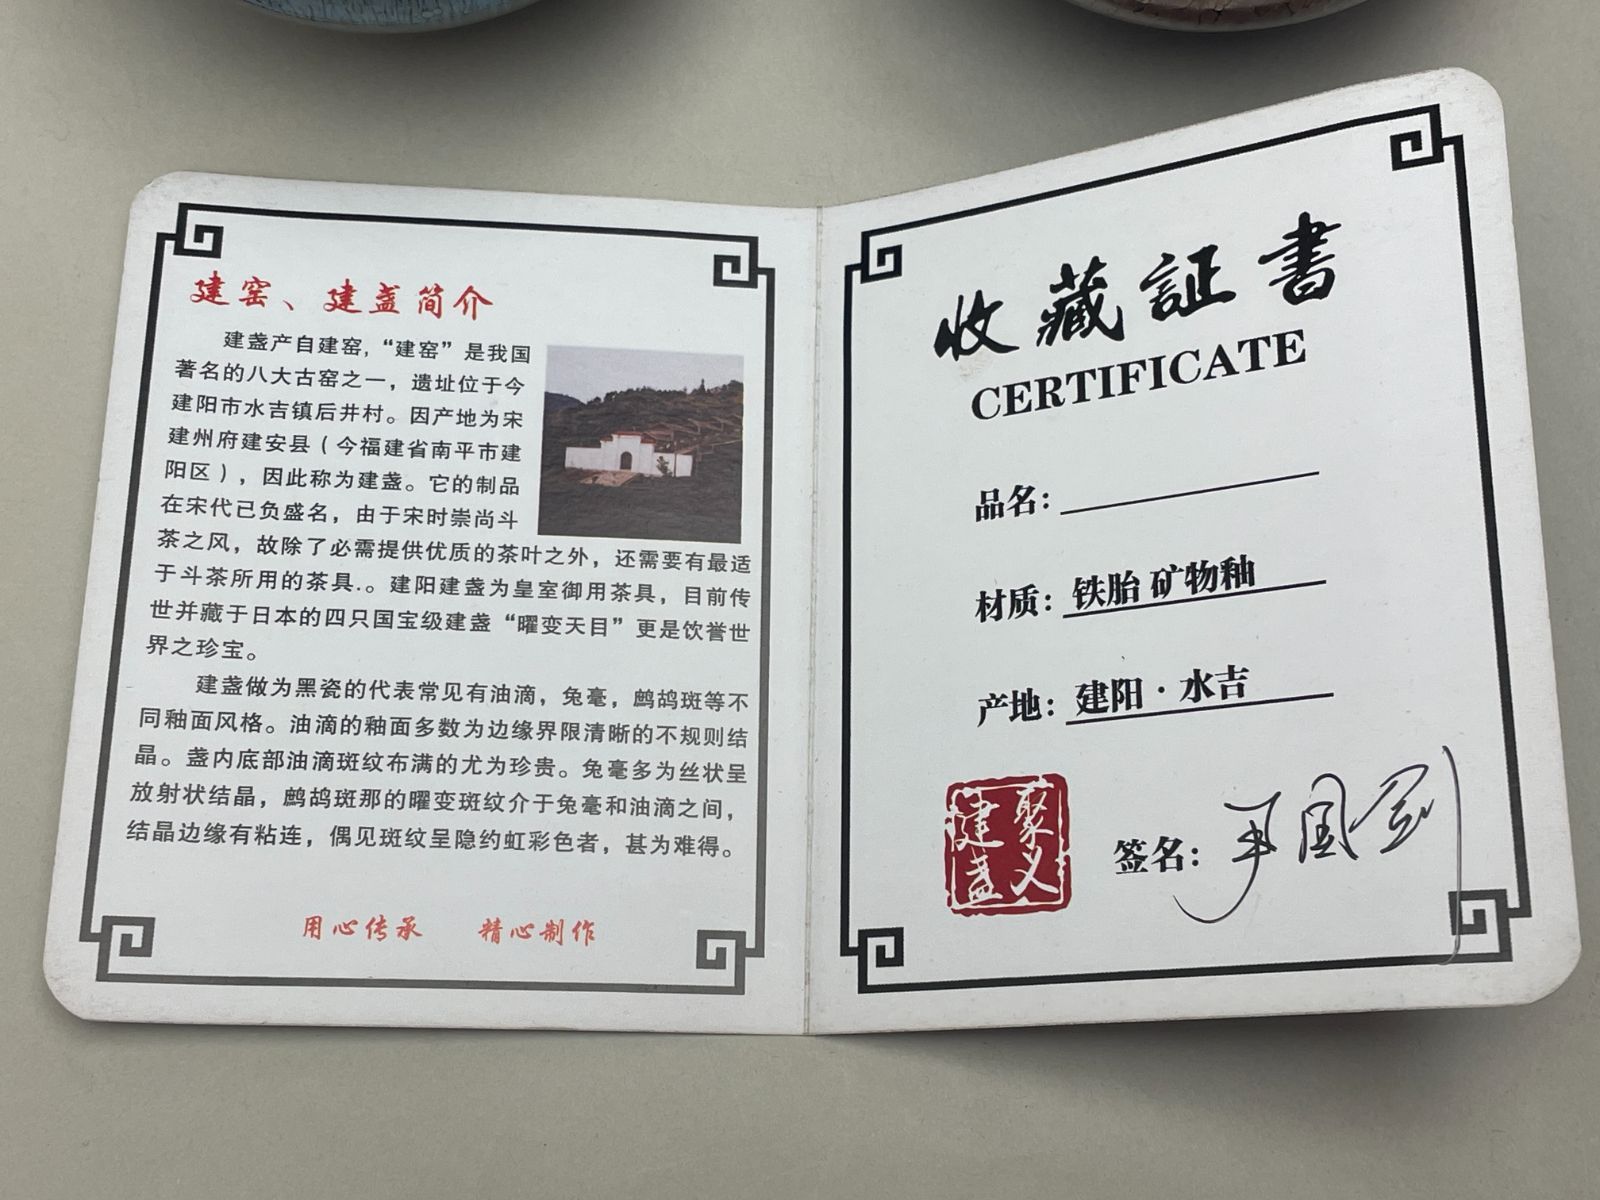 建窑、建盏简介
建盏产自建窑,“建窑”是我国
著名的八大古窑之一，遗址位于今
建阳市水吉镇后井村。因产地为宋
建州府建安县（今福建省南平市建
阳区），因此称为建盏。它的制品
在宋代已负盛名，由于宋时崇尚斗
茶之风，故除了必需提供优质的茶叶之外，还需要有最适
于斗茶所用的茶具.。建阳建盏为皇室御用茶具，目前传
世并藏于日本的四只国宝级建盏“曜变天目”更是饮誉世
界之珍宝。
建盏做为黑瓷的代表常见有油滴，兔毫，鹧鸪斑等不
同釉面风格。油滴的釉面多数为边缘界限清晰的不规则结
晶。盏内底部油滴斑纹布满的尤为珍贵。兔毫多为丝状呈
放射状结晶，鹧鸪斑那的曜变斑纹介于兔毫和油滴之间，
结晶边缘有粘连，偶见斑纹呈隐约虹彩色者，甚为难得。
用心传承 精心制作
收藏証書
CERTIFICATE
品名：
材质：铁胎 矿物釉
产地：建阳·水吉
聚义
建盏
签名：